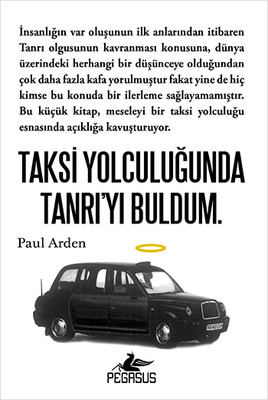 İnsanlığın var oluşunun ilk anlarından itibaren
Tanrı olgusunun kavranması konusuna, dünya
üzerindeki herhangi bir düşünceye olduğundan
çok daha fazla kafa yorulmuştur fakat yine de hiç
kimse bu konuda bir ilerleme sağlayamamıştır.
Bu küçük kitap, meseleyi bir taksi yolculuğu
esnasında açıklığa kavuşturuyor.
TAKSİ YOLCULUĞUNDA
TANRI'YI BULDUM.
Paul Arden
PEGASUS